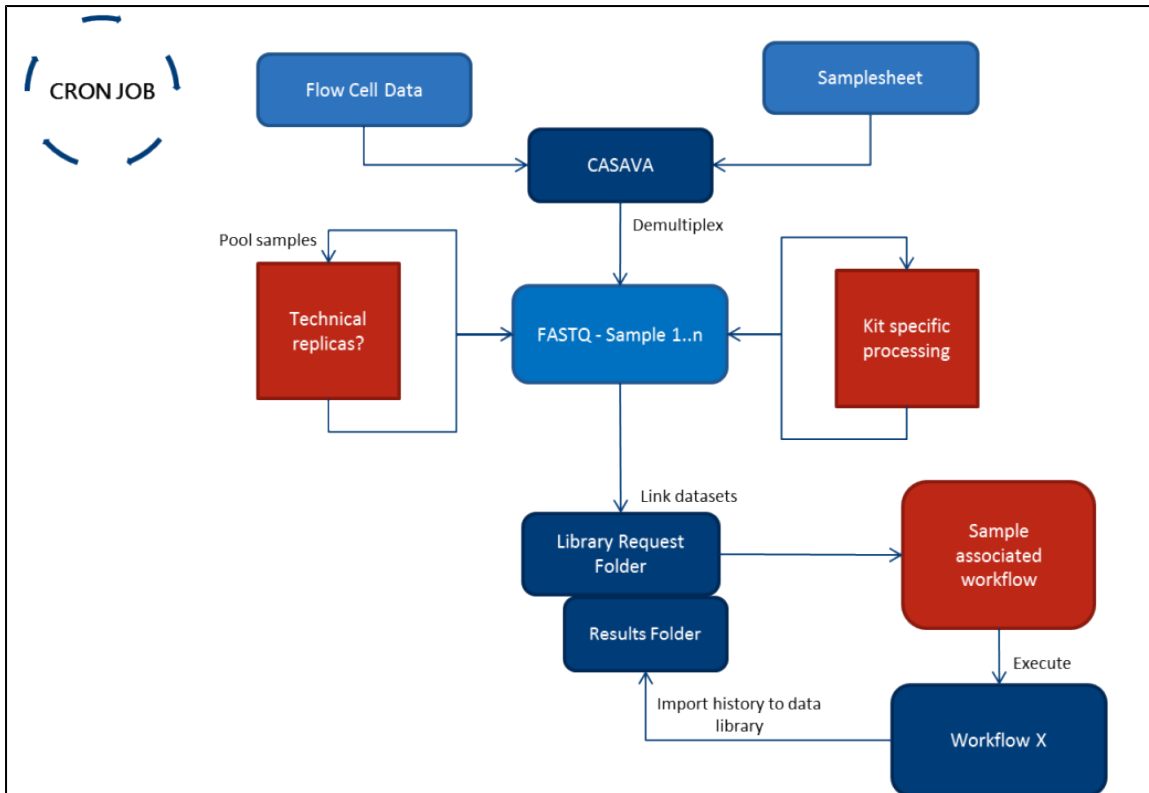 CRON JOB
Flow Cell Data
Samplesheet
CASAVA
Demultiplex
Pool samples
Technical
replicas?
FASTQ - Sample 1..n
Kit specific
processing
Link datasets
Library Request
Folder
Sample
associated
workflow
Results Folder
Execute
Import history to data
library
Workflow X